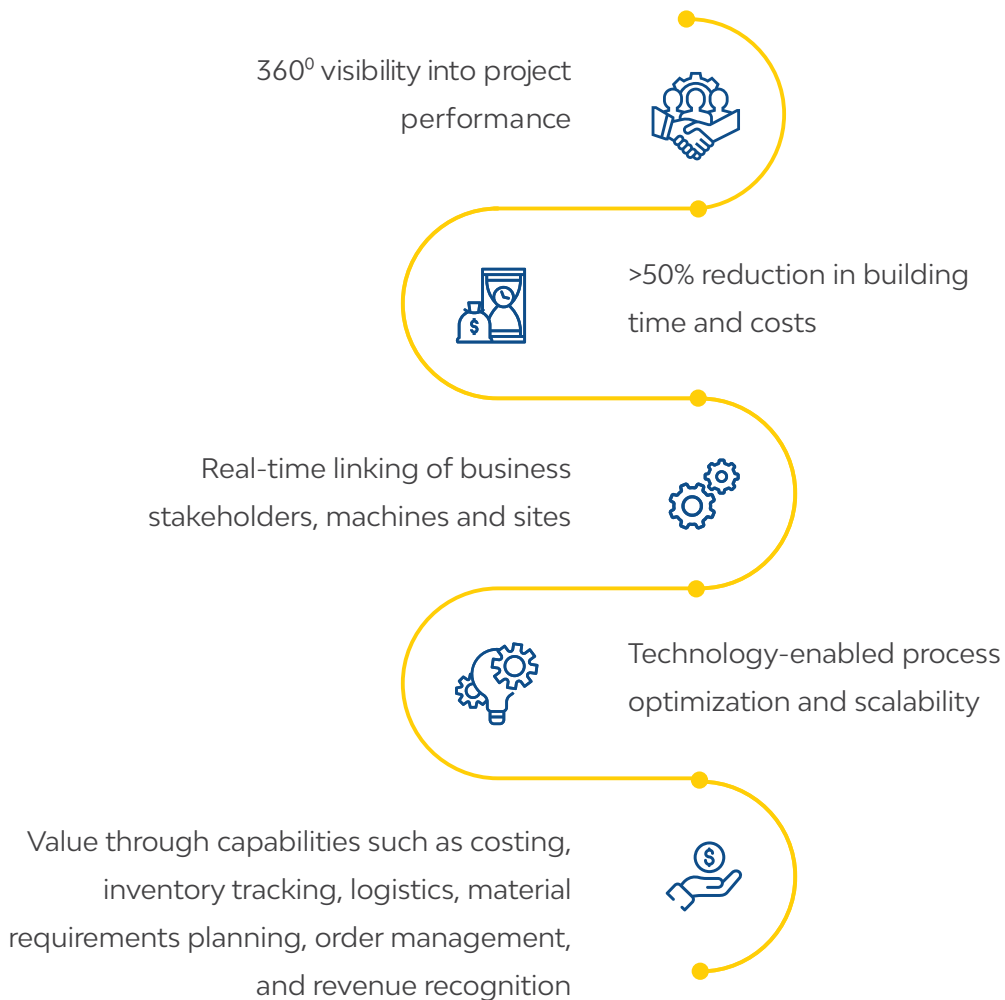 360⁰ visibility into project
performance
>50% reduction in building
time and costs
Real-time linking of business
stakeholders, machines and sites
Technology-enabled process
optimization and scalability
Value through capabilities such as costing,
inventory tracking, logistics, material
requirements planning, order management,
and revenue recognition